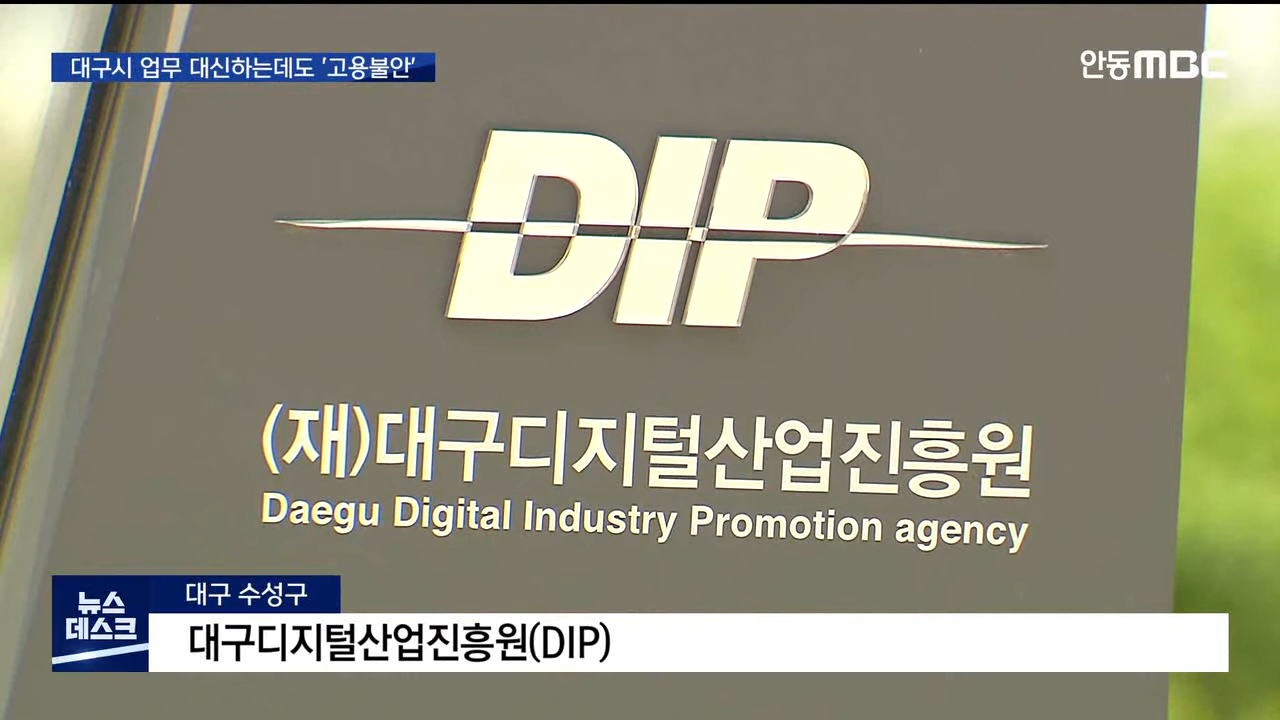 대구시 업무 대신하는데도 '고용불안'
안동MBC
DIP
(재)대구디지털산업진흥원
Daegu Digital Industry Promotion agency
뉴스
데스크
대구 수성구
대구디지털산업진흥원(DIP)